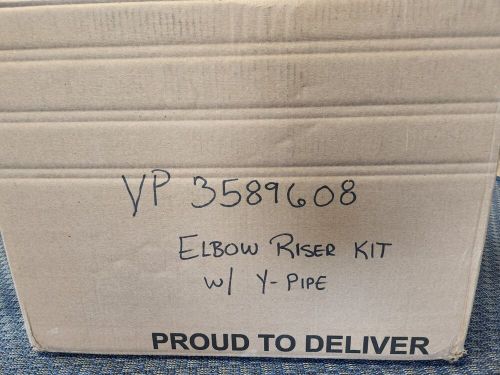 VP 3589608
ELBOW RISER KIT
W/ Y-PIPE
PROUD TO DELIVER